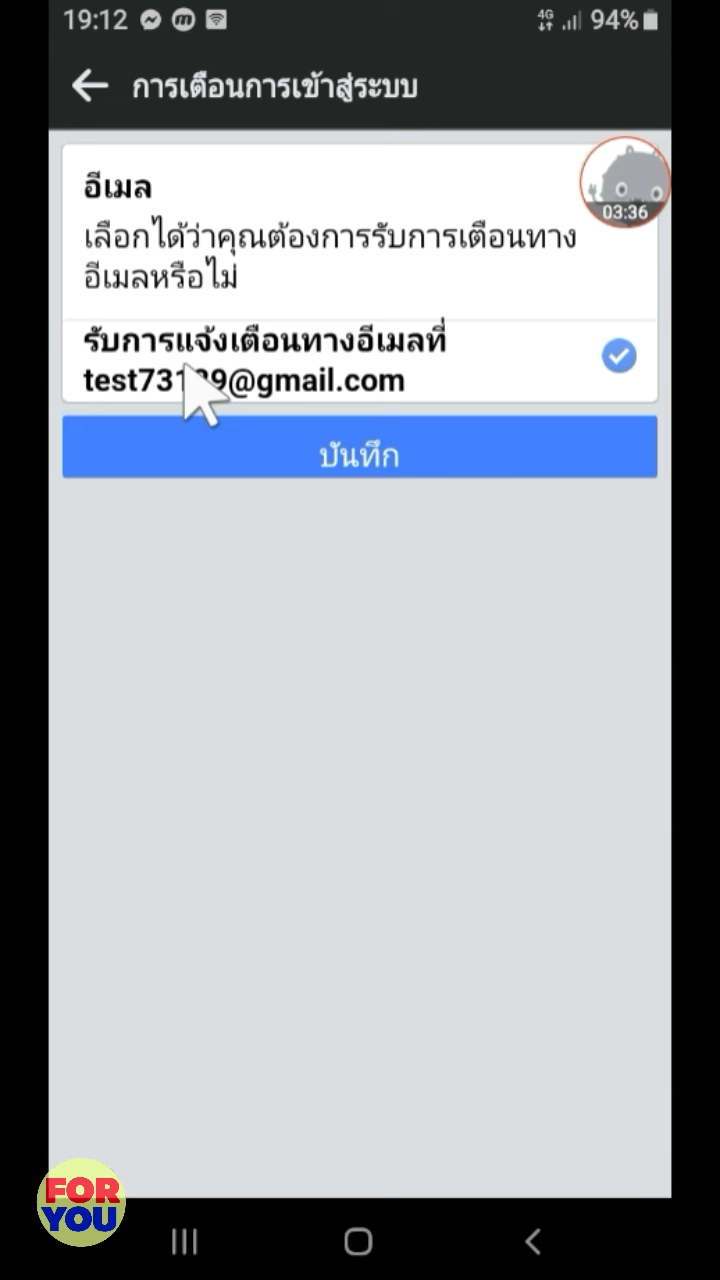 19:12
4G
94%
การเตือนการเข้าสู่ระบบ
03:36
อีเมล
เลือกได้ว่าคุณต้องการรับการเตือนทาง
อีเมลหรือไม่
รับการแจ้งเตือนทางอีเมลที่
บันทึก
FOR
YOU